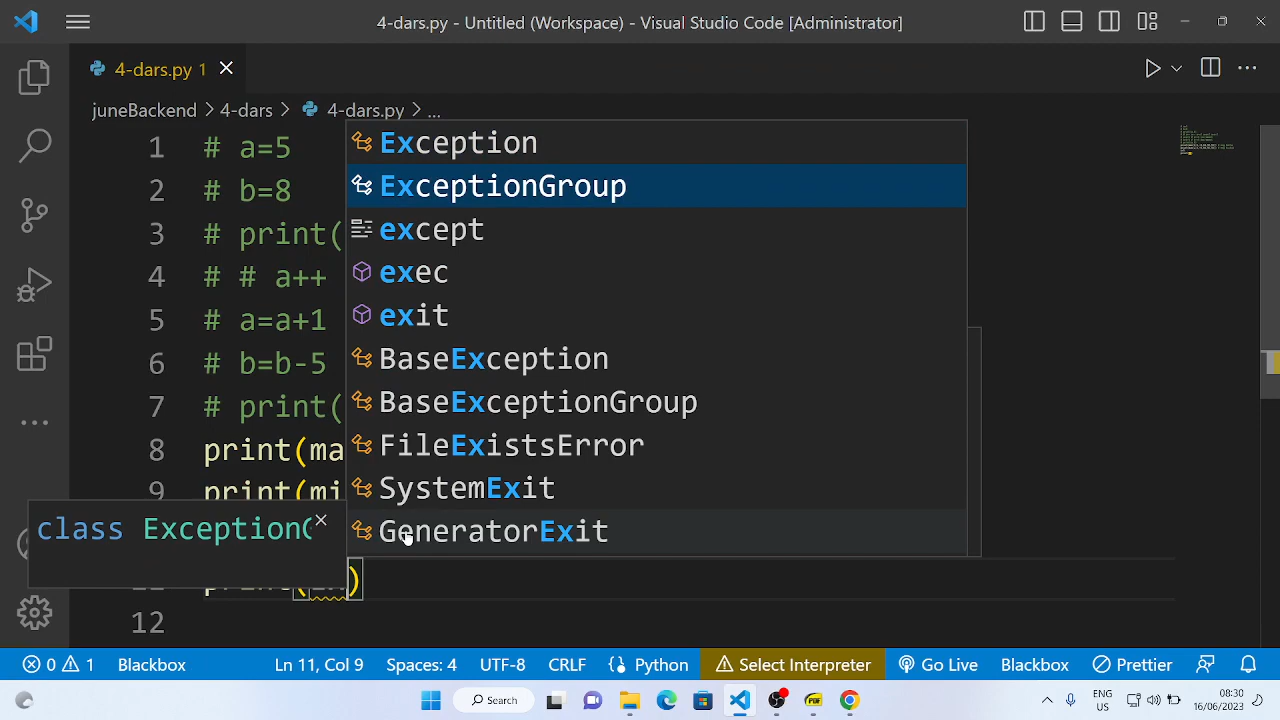 4-dars.py - Untitled (Workspace) - Visual Studio Code [Administrator]
4-dars.py 1
juneBackend > 4-dars > 4-dars.py > ...
1 # a=5
2 # b=8
3 # print(
4 # # a++
5 # a=a+1
6 # b=b-5
7 # print(
8 print(ma
9 print(mi
12
Exception
ExceptionGroup
except
exec
exit
BaseException
BaseExceptionGroup
FileExistsError
SystemExit
GeneratorExit
class Exception
0 1 Blackbox Ln 11, Col 9 Spaces: 4 UTF-8 CRLF Python Select Interpreter Go Live Blackbox Prettier
Search PDF ENG 08:30
US 16/06/2023